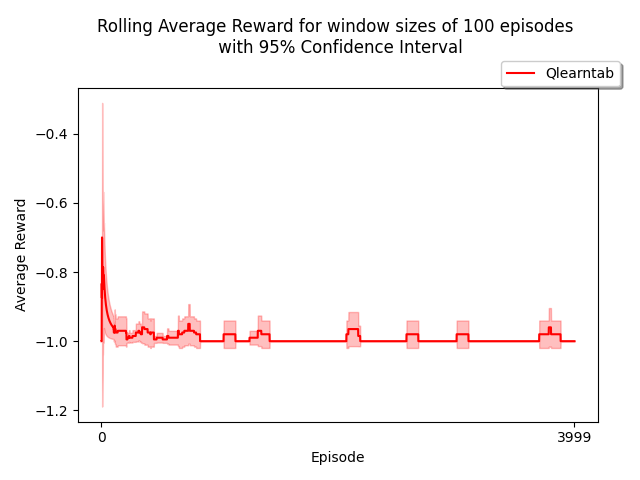 Rolling Average Reward for window sizes of 100 episodes
with 95% Confidence Interval
Qlearntab
−0.4
−0.6
−0.8
−1.0
−1.2
Average Reward
0
3999
Episode